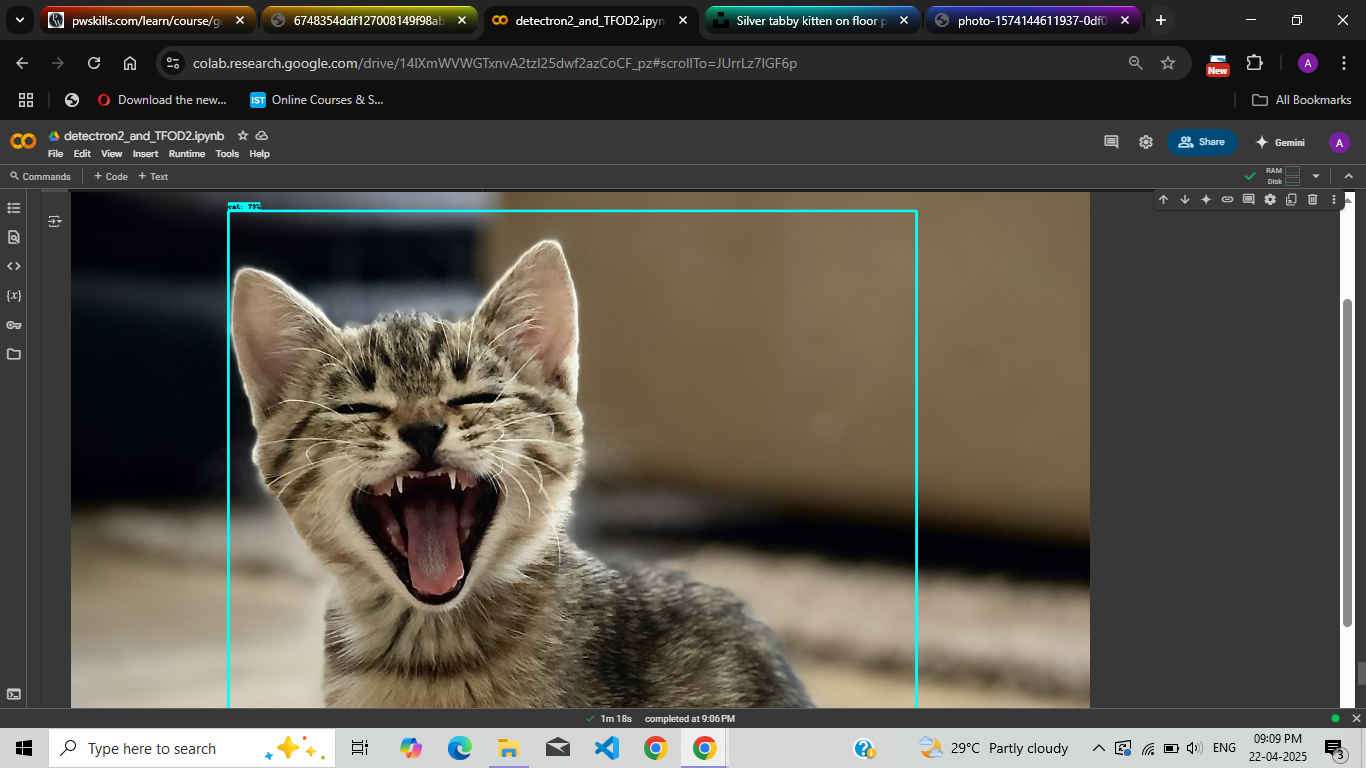 pwskills.com/learn/course/g
6748354ddf127008149f98ab
detectron2_and_TFOD2.ipyn
Silver tabby kitten on floor p
photo-1574144611937-0df0
colab.research.google.com/drive/14lXmWVWGTxnvA2tzl25dwf2azCoCF_pz#scrollTo=JUrrLz7lGF6p
New
A
Download the new...
IST
Online Courses & S...
All Bookmarks
detectron2_and_TFOD2.ipynb
Share
Gemini
A
File Edit View Insert Runtime Tools Help
Commands + Code + Text
RAM
Disk
cat: 73%
{x}
1m 18s completed at 9:06 PM
Type here to search
29°C Partly cloudy
ENG
09:09 PM
22-04-2025
3